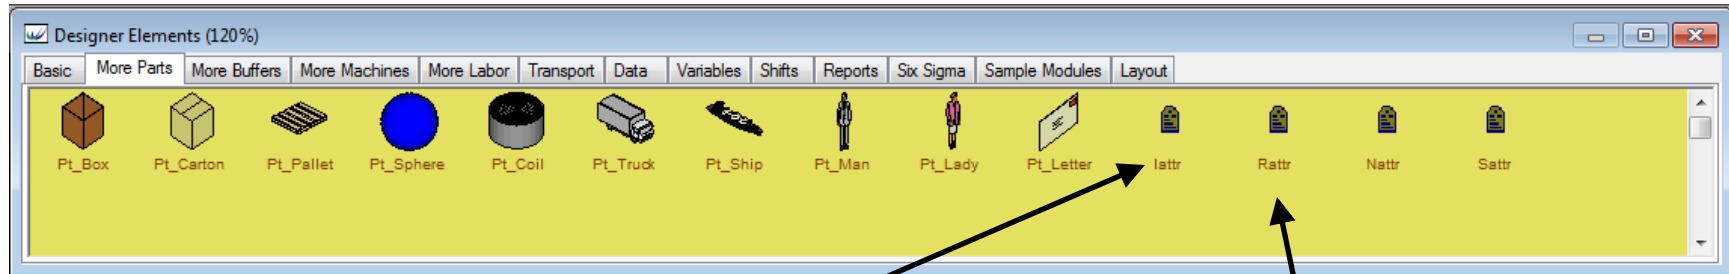 Designer Elements (120%)
Basic More Parts More Buffers More Machines More Labor Transport Data Variables Shifts Reports Six Sigma Sample Modules Layout
Pt_Box Pt_Carton Pt_Pallet Pt_Sphere Pt_Coil Pt_Truck Pt_Ship Pt_Man Pt_Lady Pt_Letter Iattr Rattr Nattr Sattr